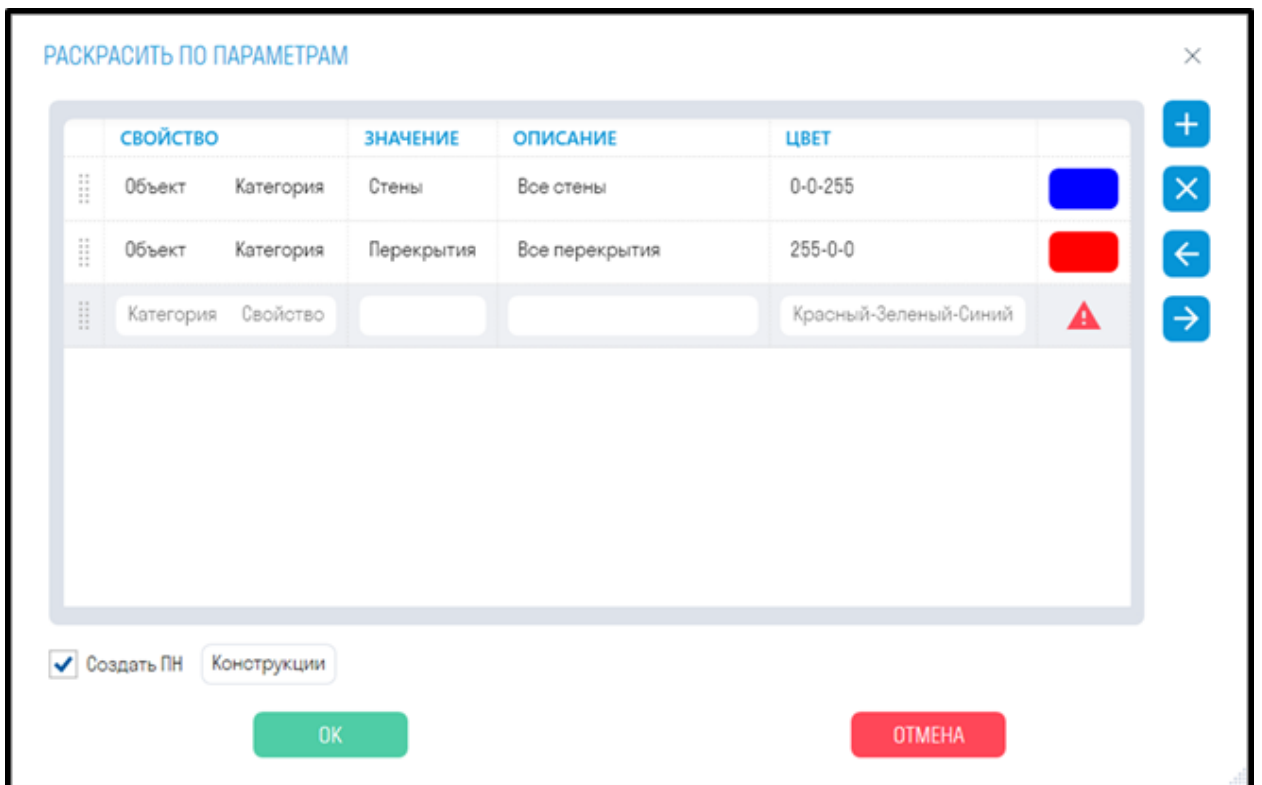 РАСКРАСИТЬ ПО ПАРАМЕТРАМ
СВОЙСТВО ЗНАЧЕНИЕ ОПИСАНИЕ ЦВЕТ
Объект Категория Стены Все стены 0-0-255
Объект Категория Перекрытия Все перекрытия 255-0-0
Категория Свойство Красный-Зеленый-Синий
Создать ПН Конструкции
ОК ОТМЕНА